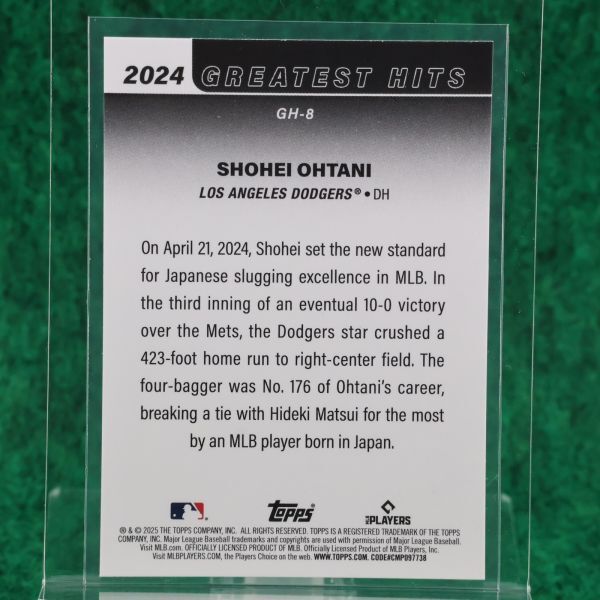 2024 GREATEST HITS
GH-8
SHOHEI OHTANI
LOS ANGELES DODGERS® • DH
On April 21, 2024, Shohei set the new standard
for Japanese slugging excellence in MLB. In
the third inning of an eventual 10-0 victory
over the Mets, the Dodgers star crushed a
423-foot home run to right-center field. The
four-bagger was No. 176 of Ohtani's career,
breaking a tie with Hideki Matsui for the most
by an MLB player born in Japan.
Topps
MLB PLAYERS
® & © 2025 THE TOPPS COMPANY, INC. ALL RIGHTS RESERVED. TOPPS IS A REGISTERED TRADEMARK OF THE TOPPS
COMPANY, INC. Major League Baseball trademarks and copyrights are used with permission of Major League Baseball.
Visit MLB.com. OFFICIALLY LICENSED PRODUCT OF MLB. Officially Licensed Product of MLB Players, Inc.
Visit MLBPLAYERS.COM, the Players Choice on the web. WWW.TOPPS.COM. CODE#CMP097738